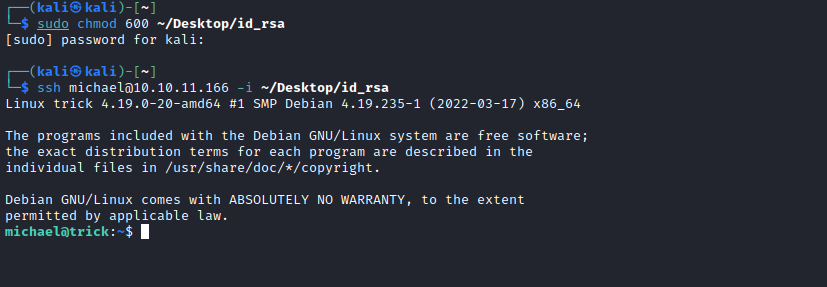 ┌──(kali㉿kali)-[~]
└─$ sudo chmod 600 ~/Desktop/id_rsa
[sudo] password for kali:
┌──(kali㉿kali)-[~]
└─$ ssh michael@10.10.11.166 -i ~/Desktop/id_rsa
Linux trick 4.19.0-20-amd64 #1 SMP Debian 4.19.235-1 (2022-03-17) x86_64
The programs included with the Debian GNU/Linux system are free software;
the exact distribution terms for each program are described in the
individual files in /usr/share/doc/*/copyright.
Debian GNU/Linux comes with ABSOLUTELY NO WARRANTY, to the extent
permitted by applicable law.
michael@trick:~$